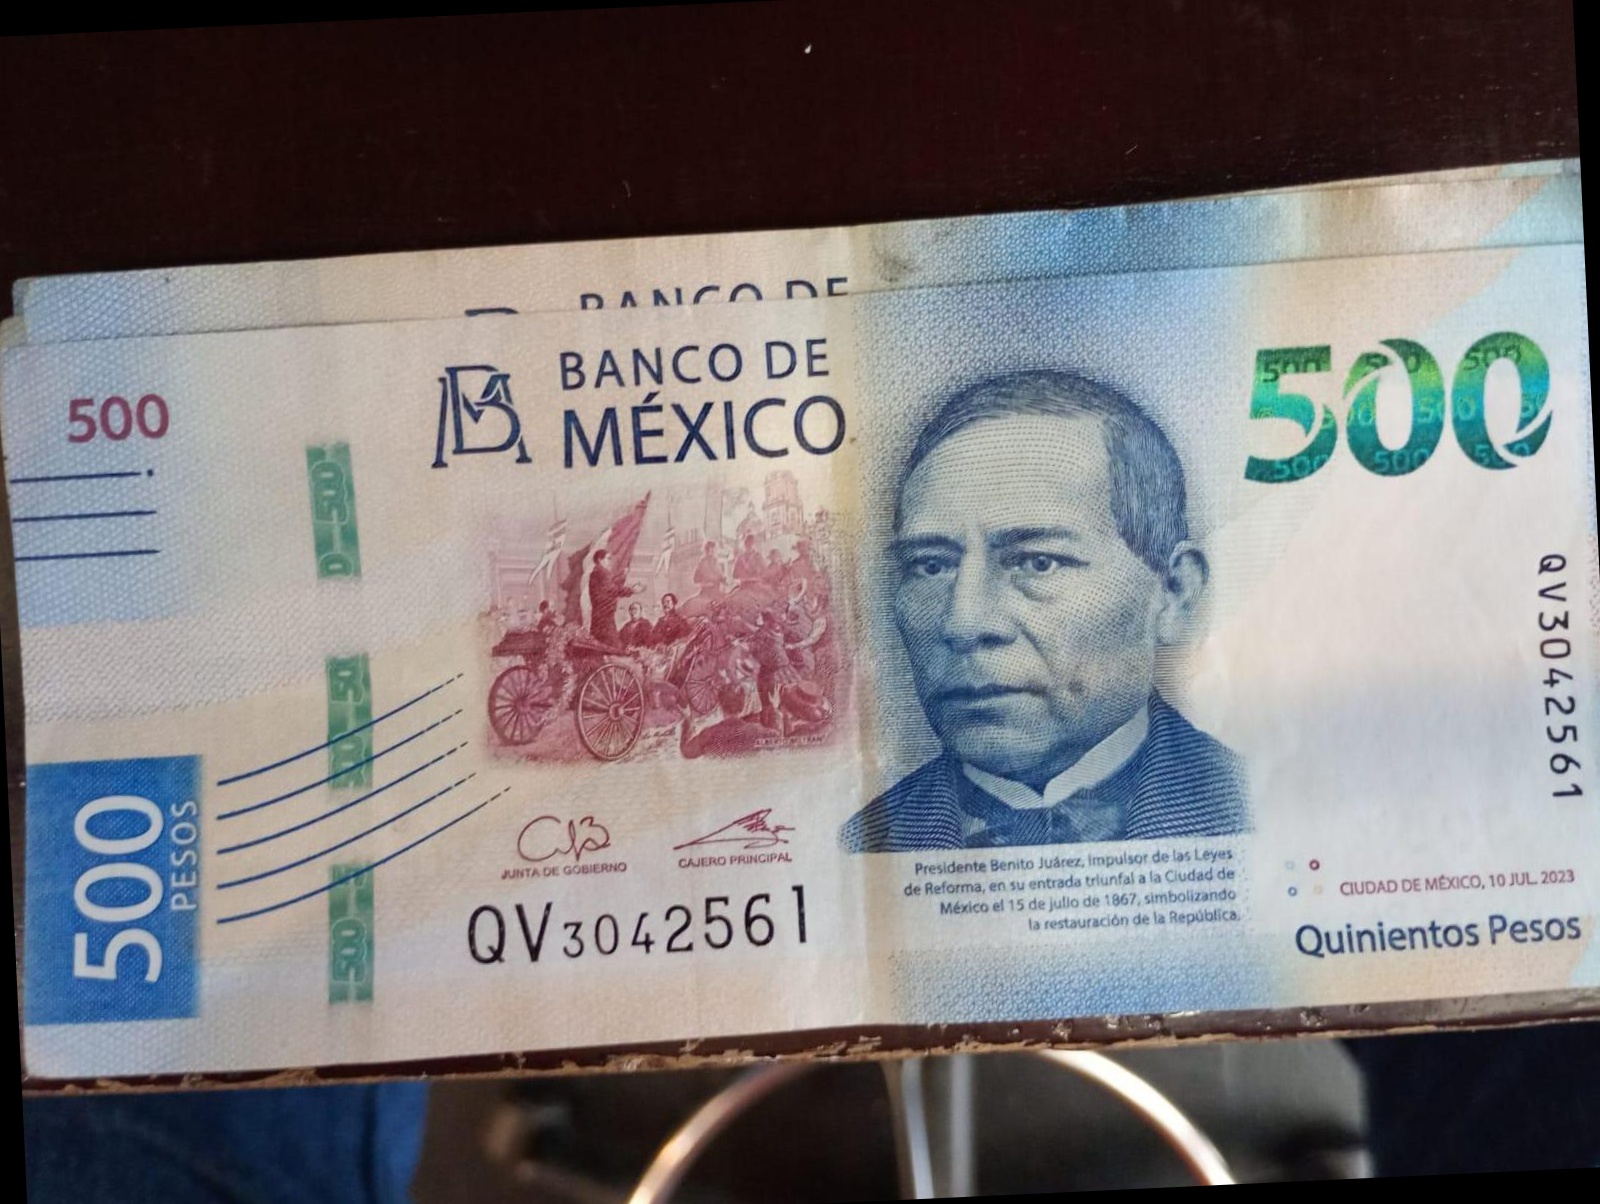 BANCO DE
BANCO DE
MÉXICO
500
500
500
PESOS
JUNTA DE GOBIERNO
CAJERO PRINCIPAL
QV3042561
Presidente Benito Juárez, impulsor de las Leyes
de Reforma, en su entrada triunfal a la Ciudad de
México el 15 de julio de 1867, simbolizando
la restauración de la República.
QV3042561
CIUDAD DE MÉXICO, 10 JUL. 2023
Quinientos Pesos